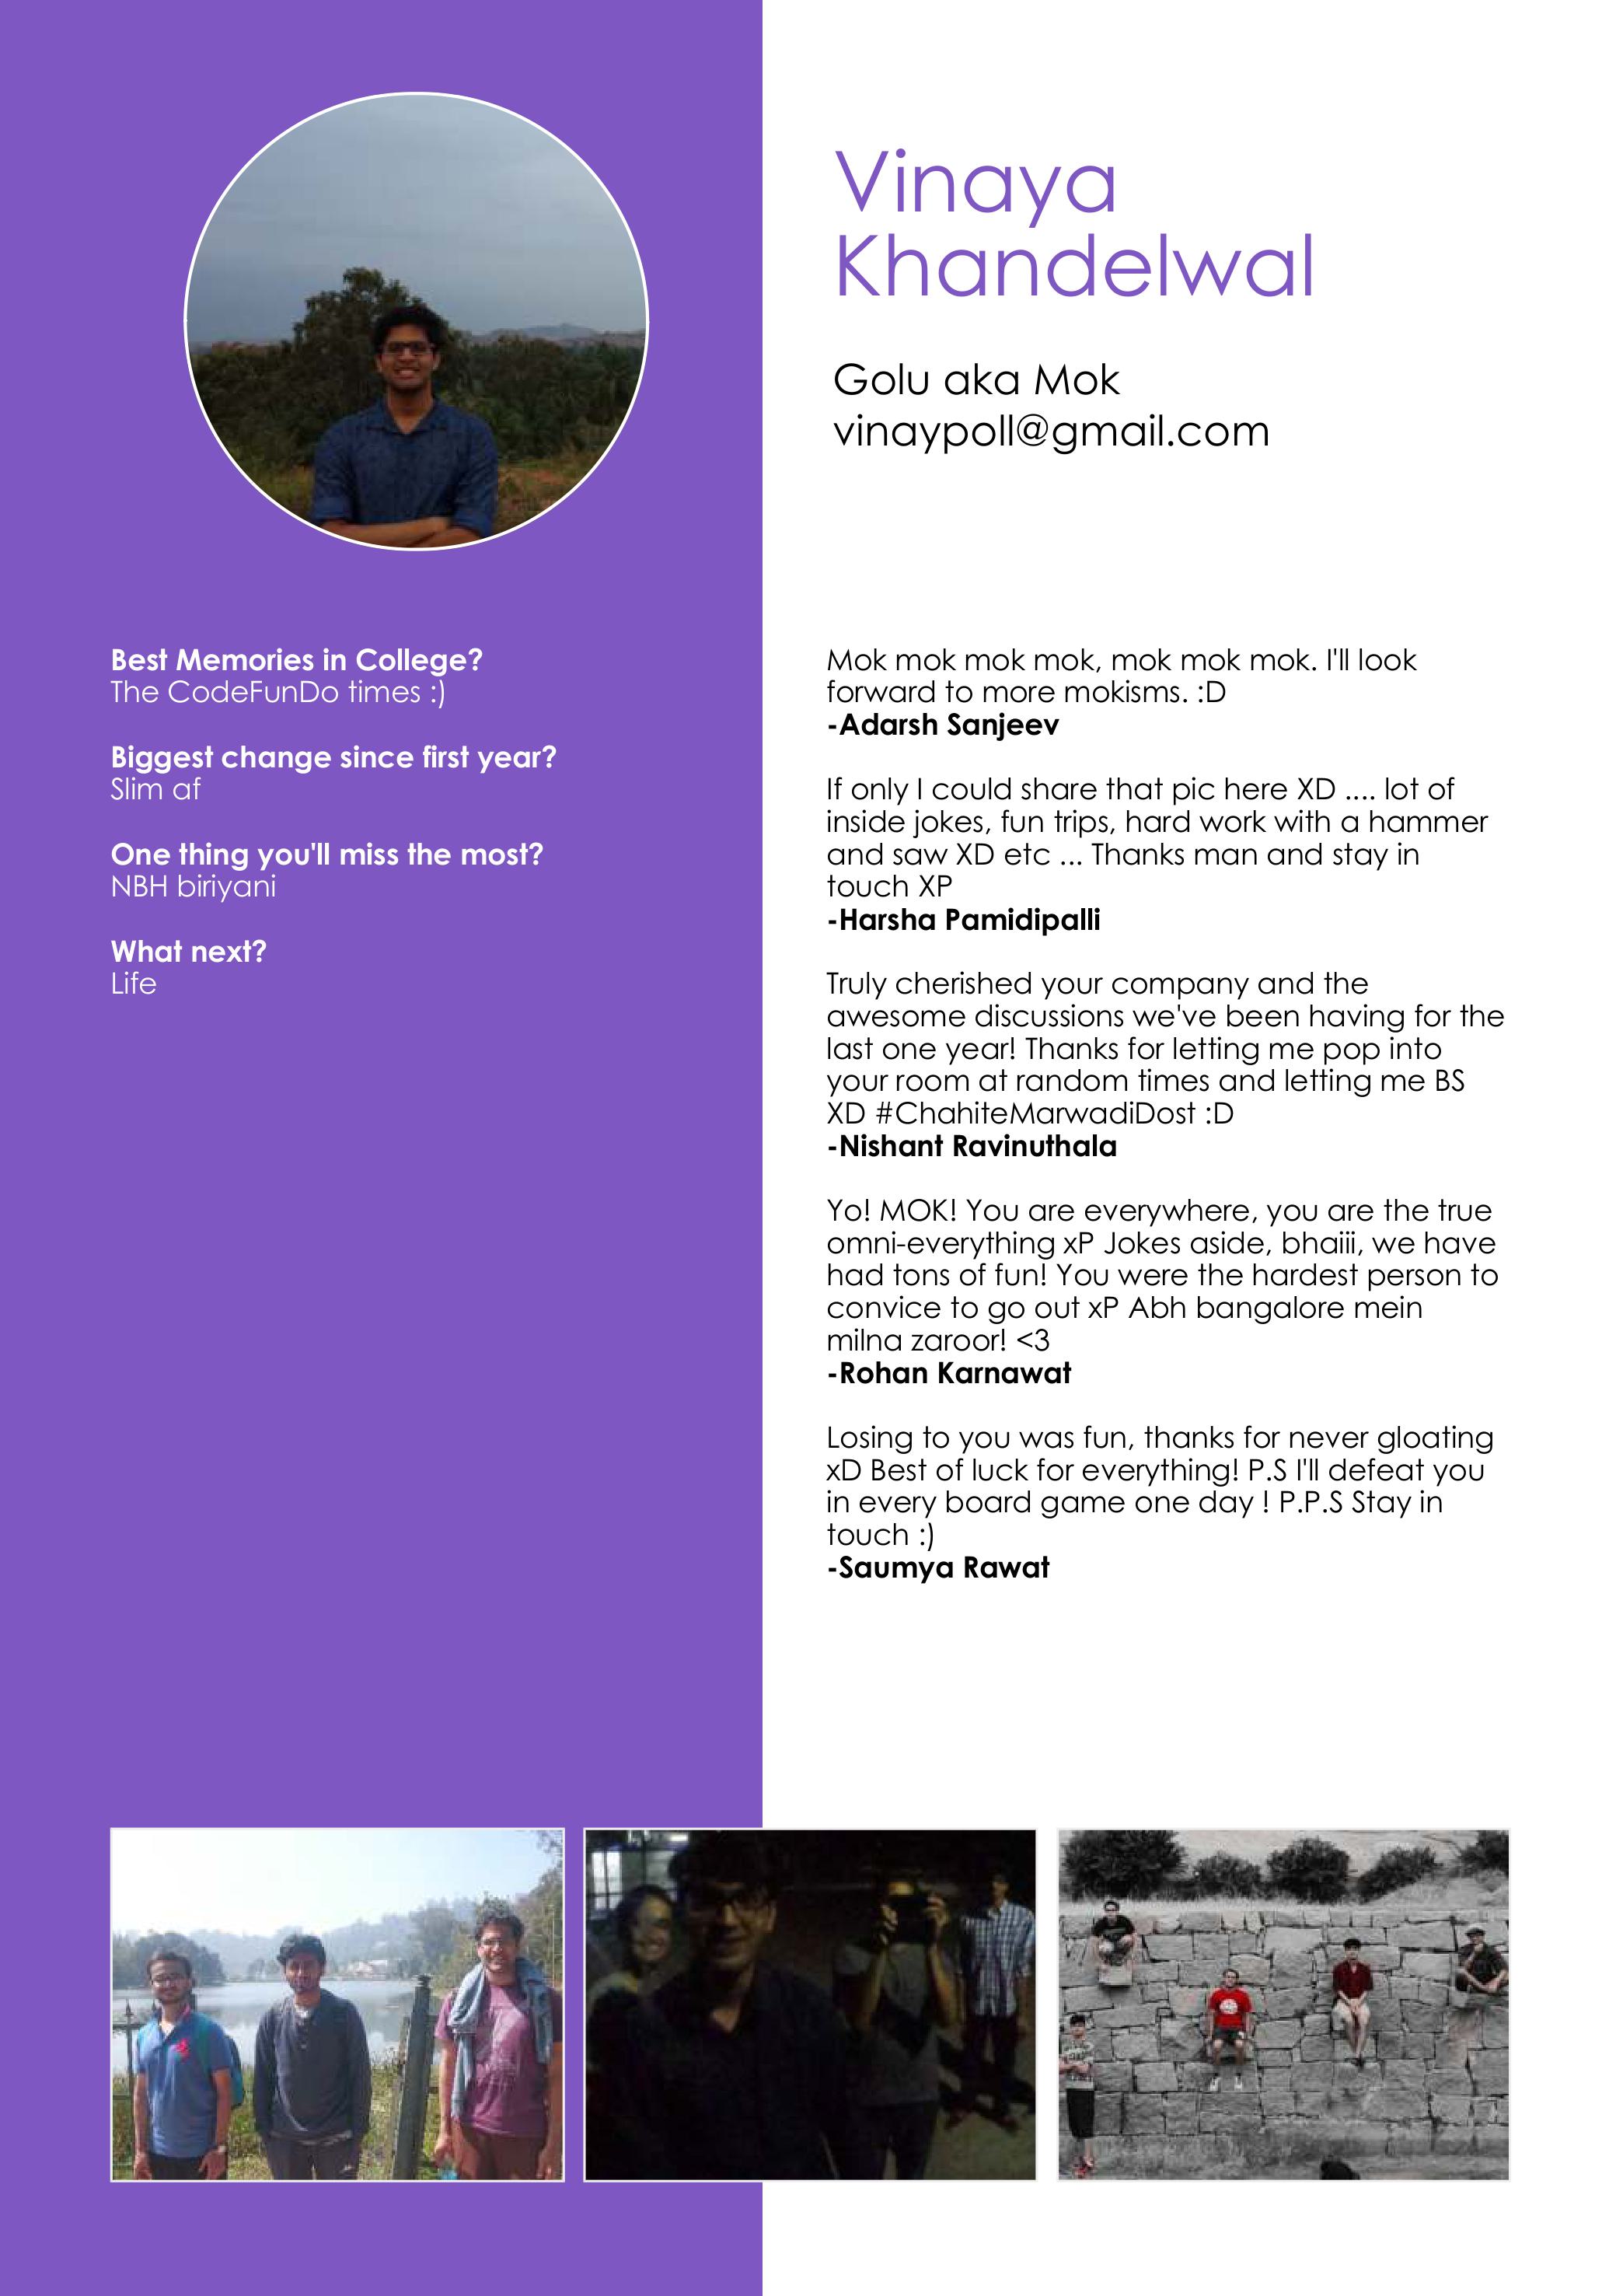 Vinaya
Khandelwal
Golu aka Mok
vinaypoll@gmail.com
Best Memories in College?
The CodeFunDo times :)
Biggest change since first year?
Slim af
One thing you'll miss the most?
NBH biriyani
What next?
Life
Mok mok mok mok, mok mok mok. I'll look
forward to more mokisms. :D
-Adarsh Sanjeev
If only I could share that pic here XD .... lot of
inside jokes, fun trips, hard work with a hammer
and saw XD etc ... Thanks man and stay in
touch XP
-Harsha Pamidipalli
Truly cherished your company and the
awesome discussions we've been having for the
last one year! Thanks for letting me pop into
your room at random times and letting me BS
XD #ChahiteMarwadiDost :D
-Nishant Ravinuthala
Yo! MOK! You are everywhere, you are the true
omni-everything xP Jokes aside, bhaiii, we have
had tons of fun! You were the hardest person to
convice to go out xP Abh bangalore mein
milna zaroor! <3
-Rohan Karnawat
Losing to you was fun, thanks for never gloating
xD Best of luck for everything! P.S I'll defeat you
in every board game one day ! P.P.S Stay in
touch :)
-Saumya Rawat